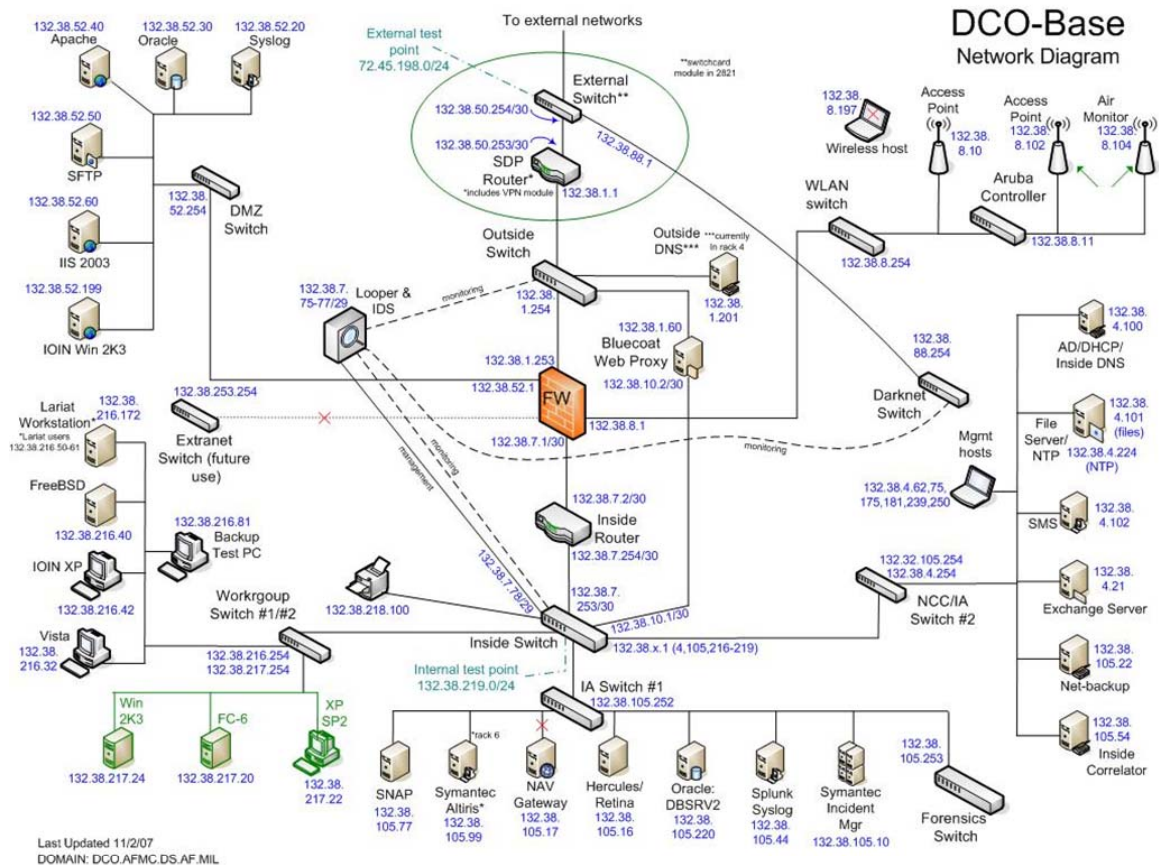 DCO-Base
Network Diagram
To external networks
External test
point
72.45.198.0/24
External
Switch**
**switchcard
module in 2821
132.38.50.254/30
132.38.50.253/30
SDP
Router*
*includes VPN module
132.38.1.1
132.38.88.1
132.38.52.40
Apache
132.38.52.30
Oracle
132.38.52.20
Syslog
132.38.52.50
SFTP
132.38.52.60
IIS 2003
132.38.52.199
IOIN Win 2K3
132.38.
52.254
DMZ
Switch
132.38.
8.197
Wireless host
Access
Point
132.38.
8.10
Access
Point
132.38.
8.102
Air
Monitor
132.38.
8.104
WLAN
switch
132.38.8.254
Aruba
Controller
132.38.8.11
Outside
Switch
132.38.
1.254
Outside
DNS***
***currently
in rack 4
132.38.
1.201
132.38.7.
75-77/29
Looper &
IDS
monitoring
132.38.1.60
Bluecoat
Web Proxy
132.38.10.2/30
132.38.1.253
132.38.52.1
FW
132.38.8.1
132.38.7.1/30
132.38.
88.254
Darknet
Switch
monitoring
monitoring
management
132.38.253.254
Extranet
Switch (future
use)
Lariat
Workstation*
*Lariat users
132.38.216.50-61
132.38.
216.172
FreeBSD
132.38.216.40
132.38.216.81
Backup
Test PC
IOIN XP
132.38.216.42
Vista
132.38.
216.32
Workrgoup
Switch #1/#2
132.38.216.254
132.38.217.254
132.38.218.100
132.38.7.2/30
Inside
Router
132.38.7.254/30
132.38.7.78/29
132.38.7.
253/30
132.38.10.1/30
Inside Switch
132.38.x.1 (4,105,216-219)
Internal test point
132.38.219.0/24
132.38.
4.100
AD/DHCP/
Inside DNS
132.38.
4.101
(files)
File
Server/
NTP
132.38.4.224
(NTP)
Mgmt
hosts
132.38.4.62,75,
175,181,239,250
SMS
132.38.
4.102
132.32.105.254
132.38.4.254
NCC/IA
Switch #2
132.38.
4.21
Exchange Server
132.38.
105.22
Net-backup
132.38.
105.54
Inside
Correlator
Win
2K3
132.38.217.24
FC-6
132.38.217.20
XP
SP2
132.38.
217.22
IA Switch #1
132.38.105.252
SNAP
132.38.
105.77
*rack 6
Symantec
Altiris*
132.38.
105.99
NAV
Gateway
132.38.
105.17
Hercules/
Retina
132.38.
105.16
Oracle:
DBSRV2
132.38.
105.220
Splunk
Syslog
132.38.
105.44
Symantec
Incident
Mgr
132.38.105.10
132.38.
105.253
Forensics
Switch
Last Updated 11/2/07
DOMAIN: DCO.AFMC.DS.AF.MIL